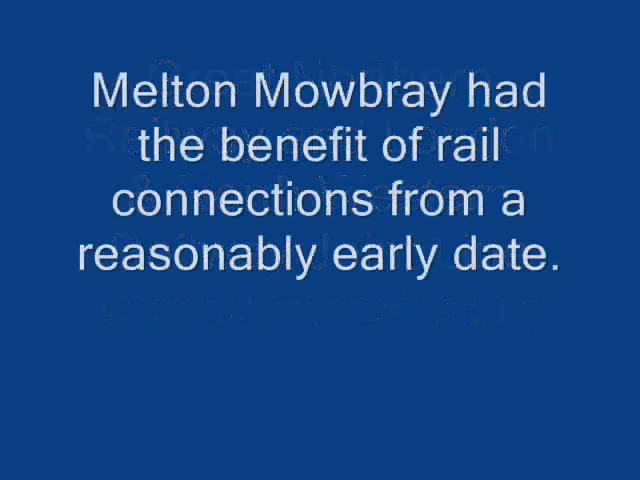 Melton Mowbray had
the benefit of rail
connections from a
reasonably early date.